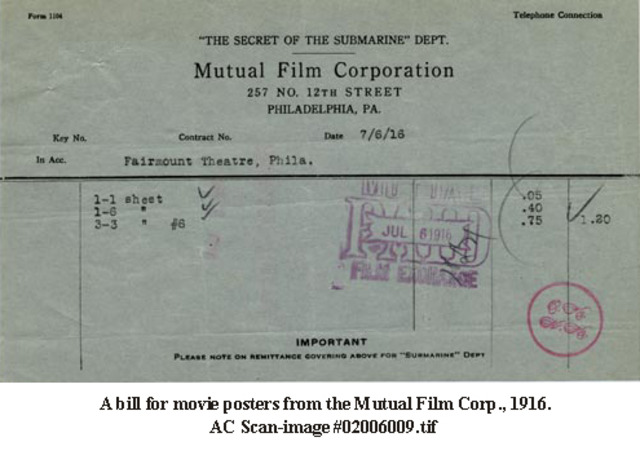 Form 1104
Telephone Connection
"THE SECRET OF THE SUBMARINE" DEPT.
Mutual Film Corporation
257 NO. 12TH STREET
PHILADELPHIA, PA.
Key No. Contract No. Date 7/6/16
In Acc. Fairmount Theatre, Phila.
1-1 sheet .05
1-6 " .40
3-3 " #6 .75 1.20
PAID
JUL 6 1916
FILM EXCHANGE
IMPORTANT
PLEASE NOTE ON REMITTANCE COVERING ABOVE FOR "SUBMARINE" DEPT
A bill for movie posters from the Mutual Film Corp., 1916.
AC Scan-image #02006009.tif